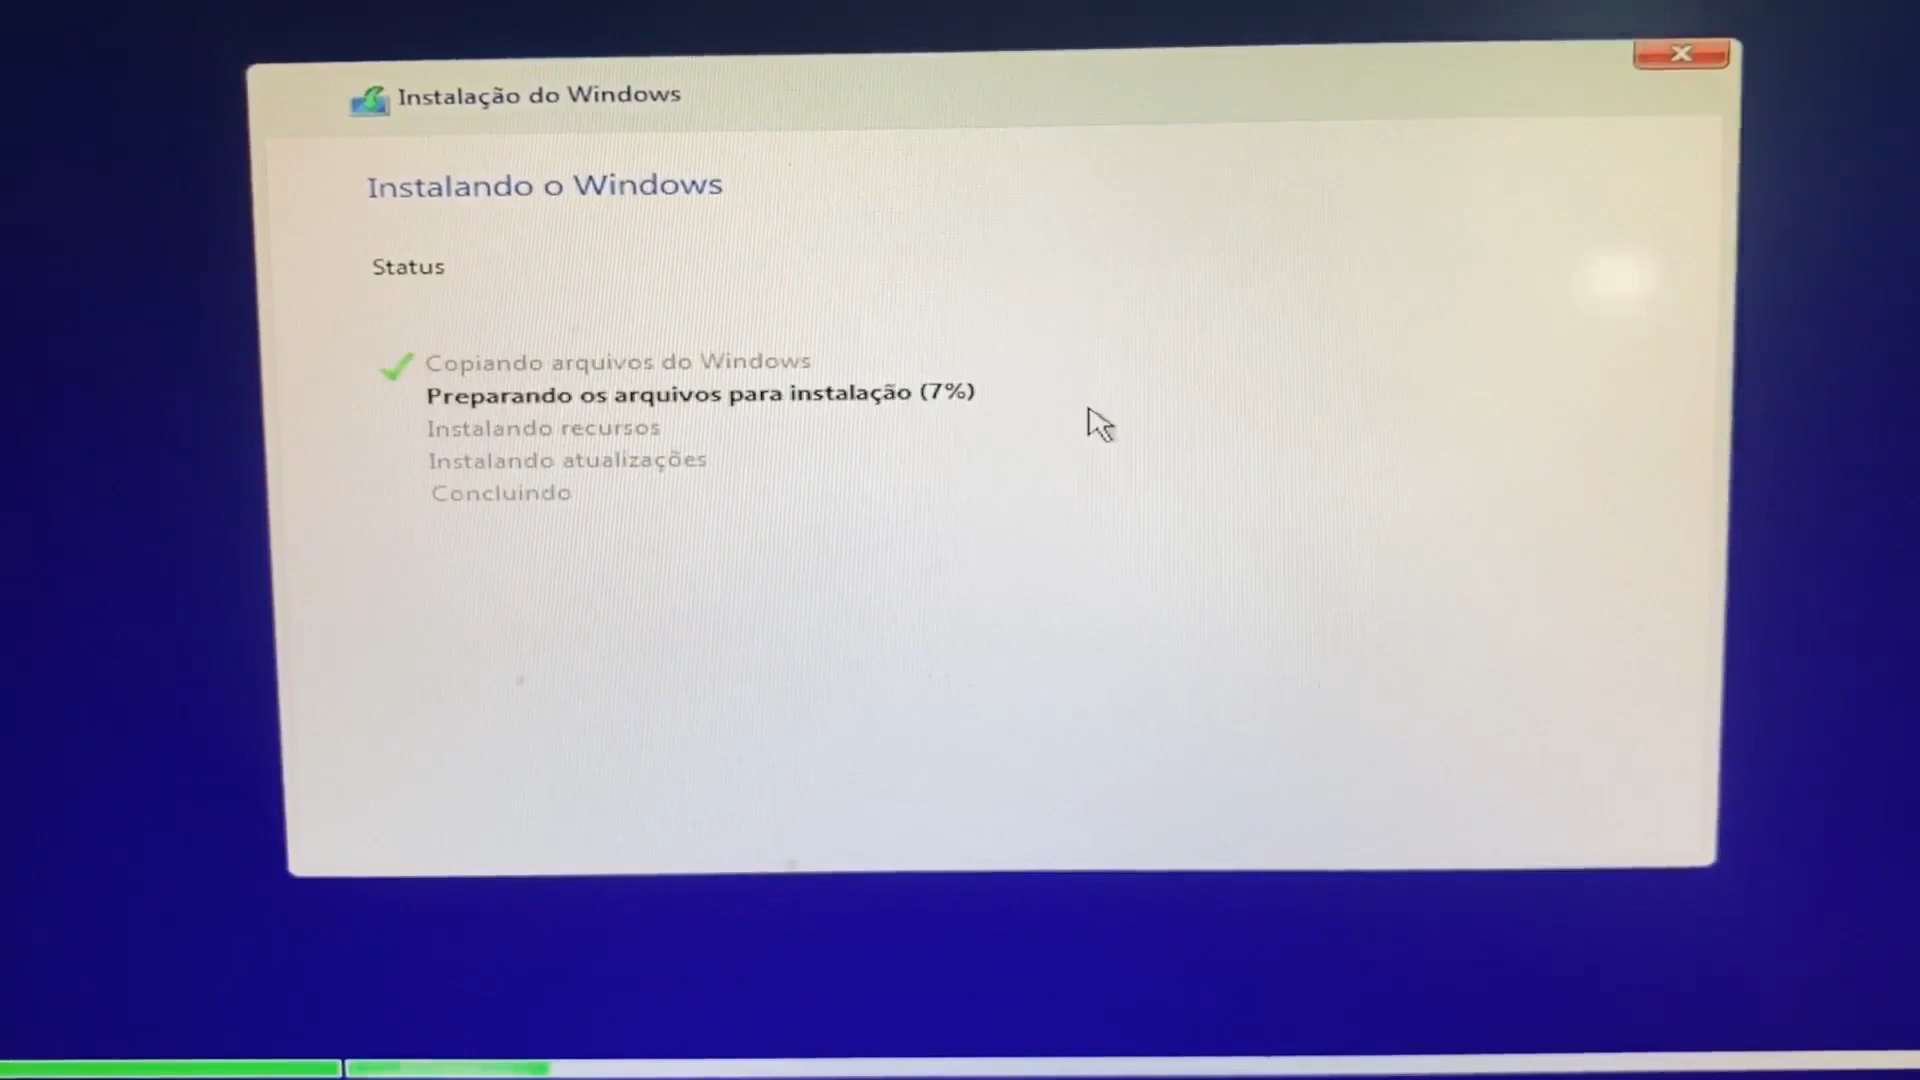 Instalação do Windows
Instalando o Windows
Status
Copiando arquivos do Windows
Preparando os arquivos para instalação (7%)
Instalando recursos
Instalando atualizações
Concluindo